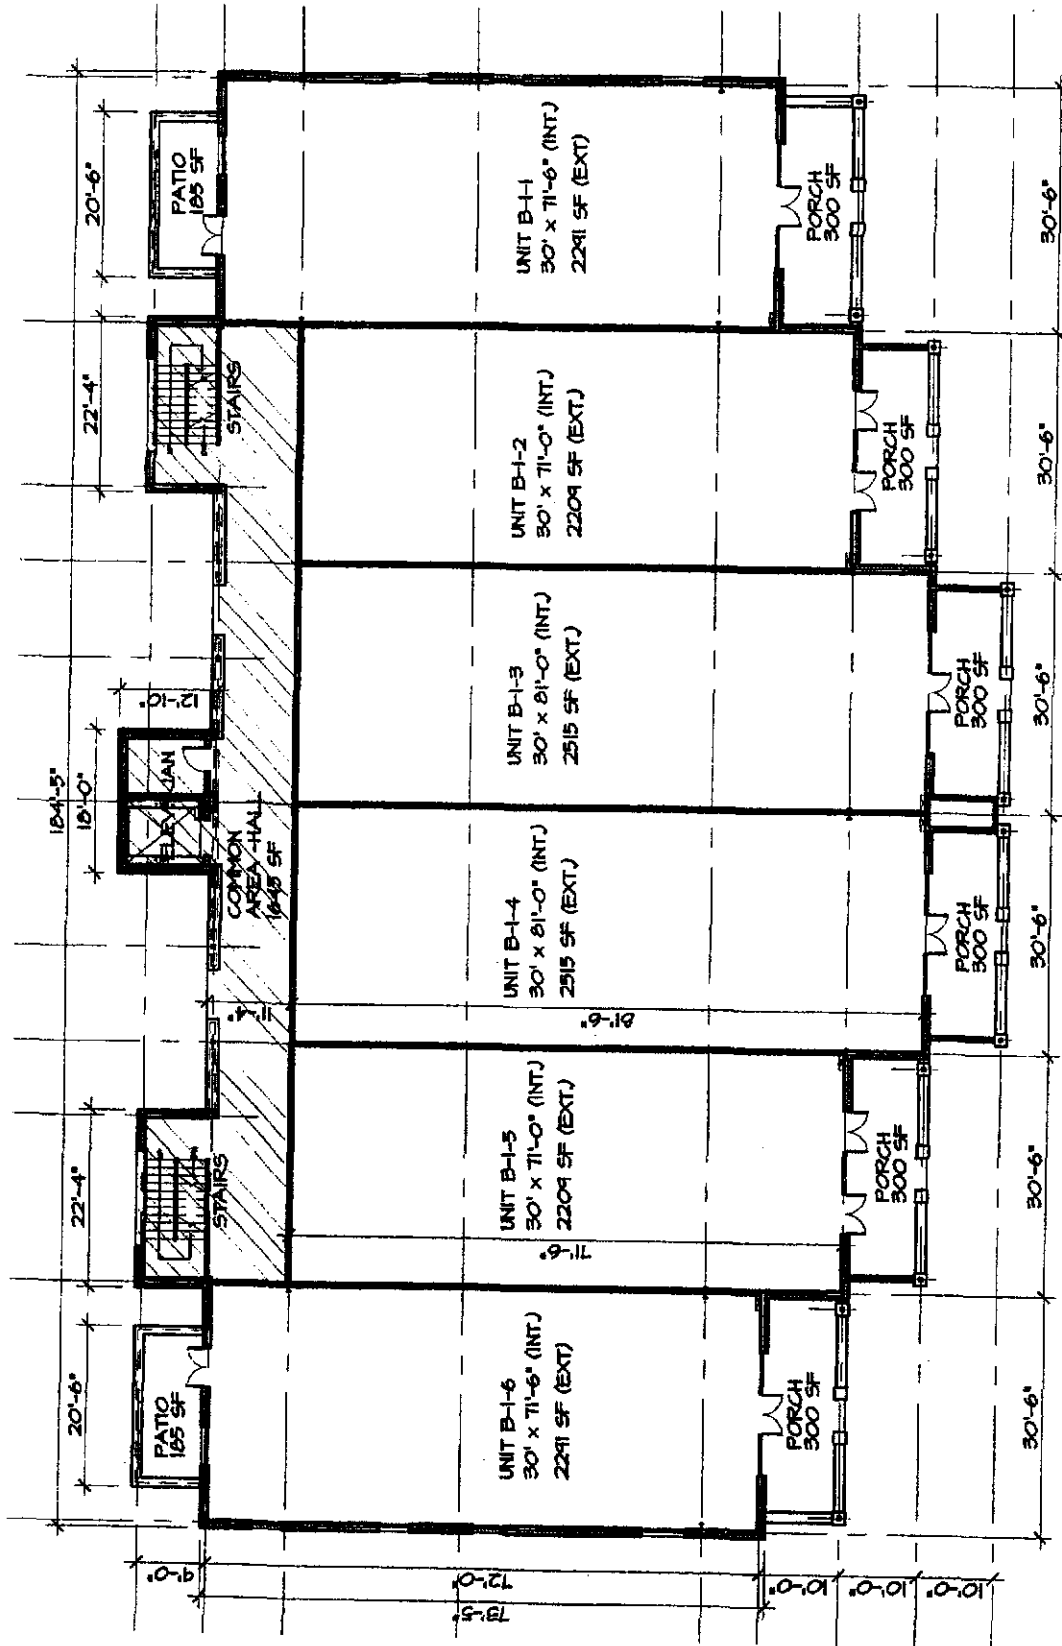 184'-5"
20'-6"
22'-4"
18'-0"
12'-10"
22'-4"
20'-6"
PATIO
185 SF
STAIRS
COMMON
AREA -HALL
1645 SF
11'-4"
STAIRS
PATIO
185 SF
UNIT B-1-1
30' x 71'-6" (INT.)
2291 SF (EXT)
UNIT B-1-2
30' x 71'-0" (INT.)
2209 SF (EXT.)
UNIT B-1-3
30' x 81'-0" (INT.)
2515 SF (EXT.)
UNIT B-1-4
30' x 81'-0" (INT.)
2515 SF (EXT.)
81'-6"
UNIT B-1-5
30' x 71'-0" (INT.)
2209 SF (EXT.)
71'-6"
UNIT B-1-6
30' x 71'-6" (INT.)
2291 SF (EXT)
PORCH
300 SF
PORCH
300 SF
PORCH
300 SF
PORCH
300 SF
PORCH
300 SF
PORCH
300 SF
30'-6"
30'-6"
30'-6"
30'-6"
30'-6"
30'-6"
9'-0"
72'-0"
73'-5"
10'-0"
10'-0"
10'-0"